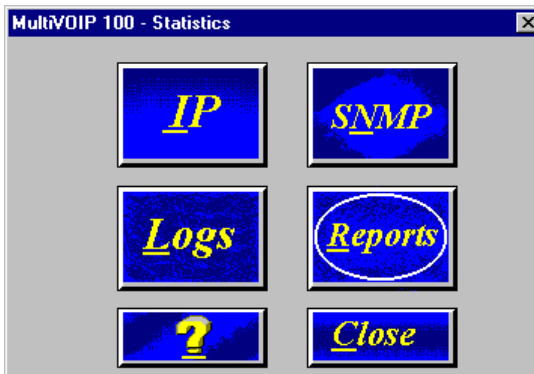 MultiVOIP 100 - Statistics
IP
SNMP
Logs
Reports
?
Close